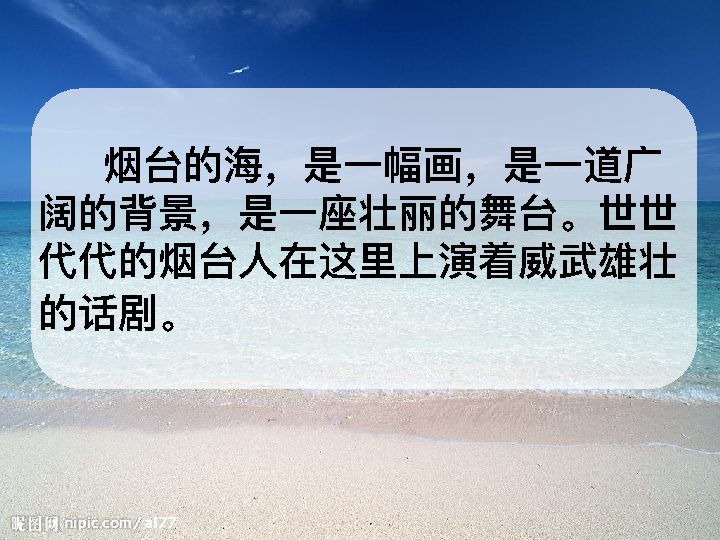 烟台的海，是一幅画，是一道广
阔的背景，是一座壮丽的舞台。世世
代代的烟台人在这里上演着威武雄壮
的话剧。
昵图网 nipic.com/al77